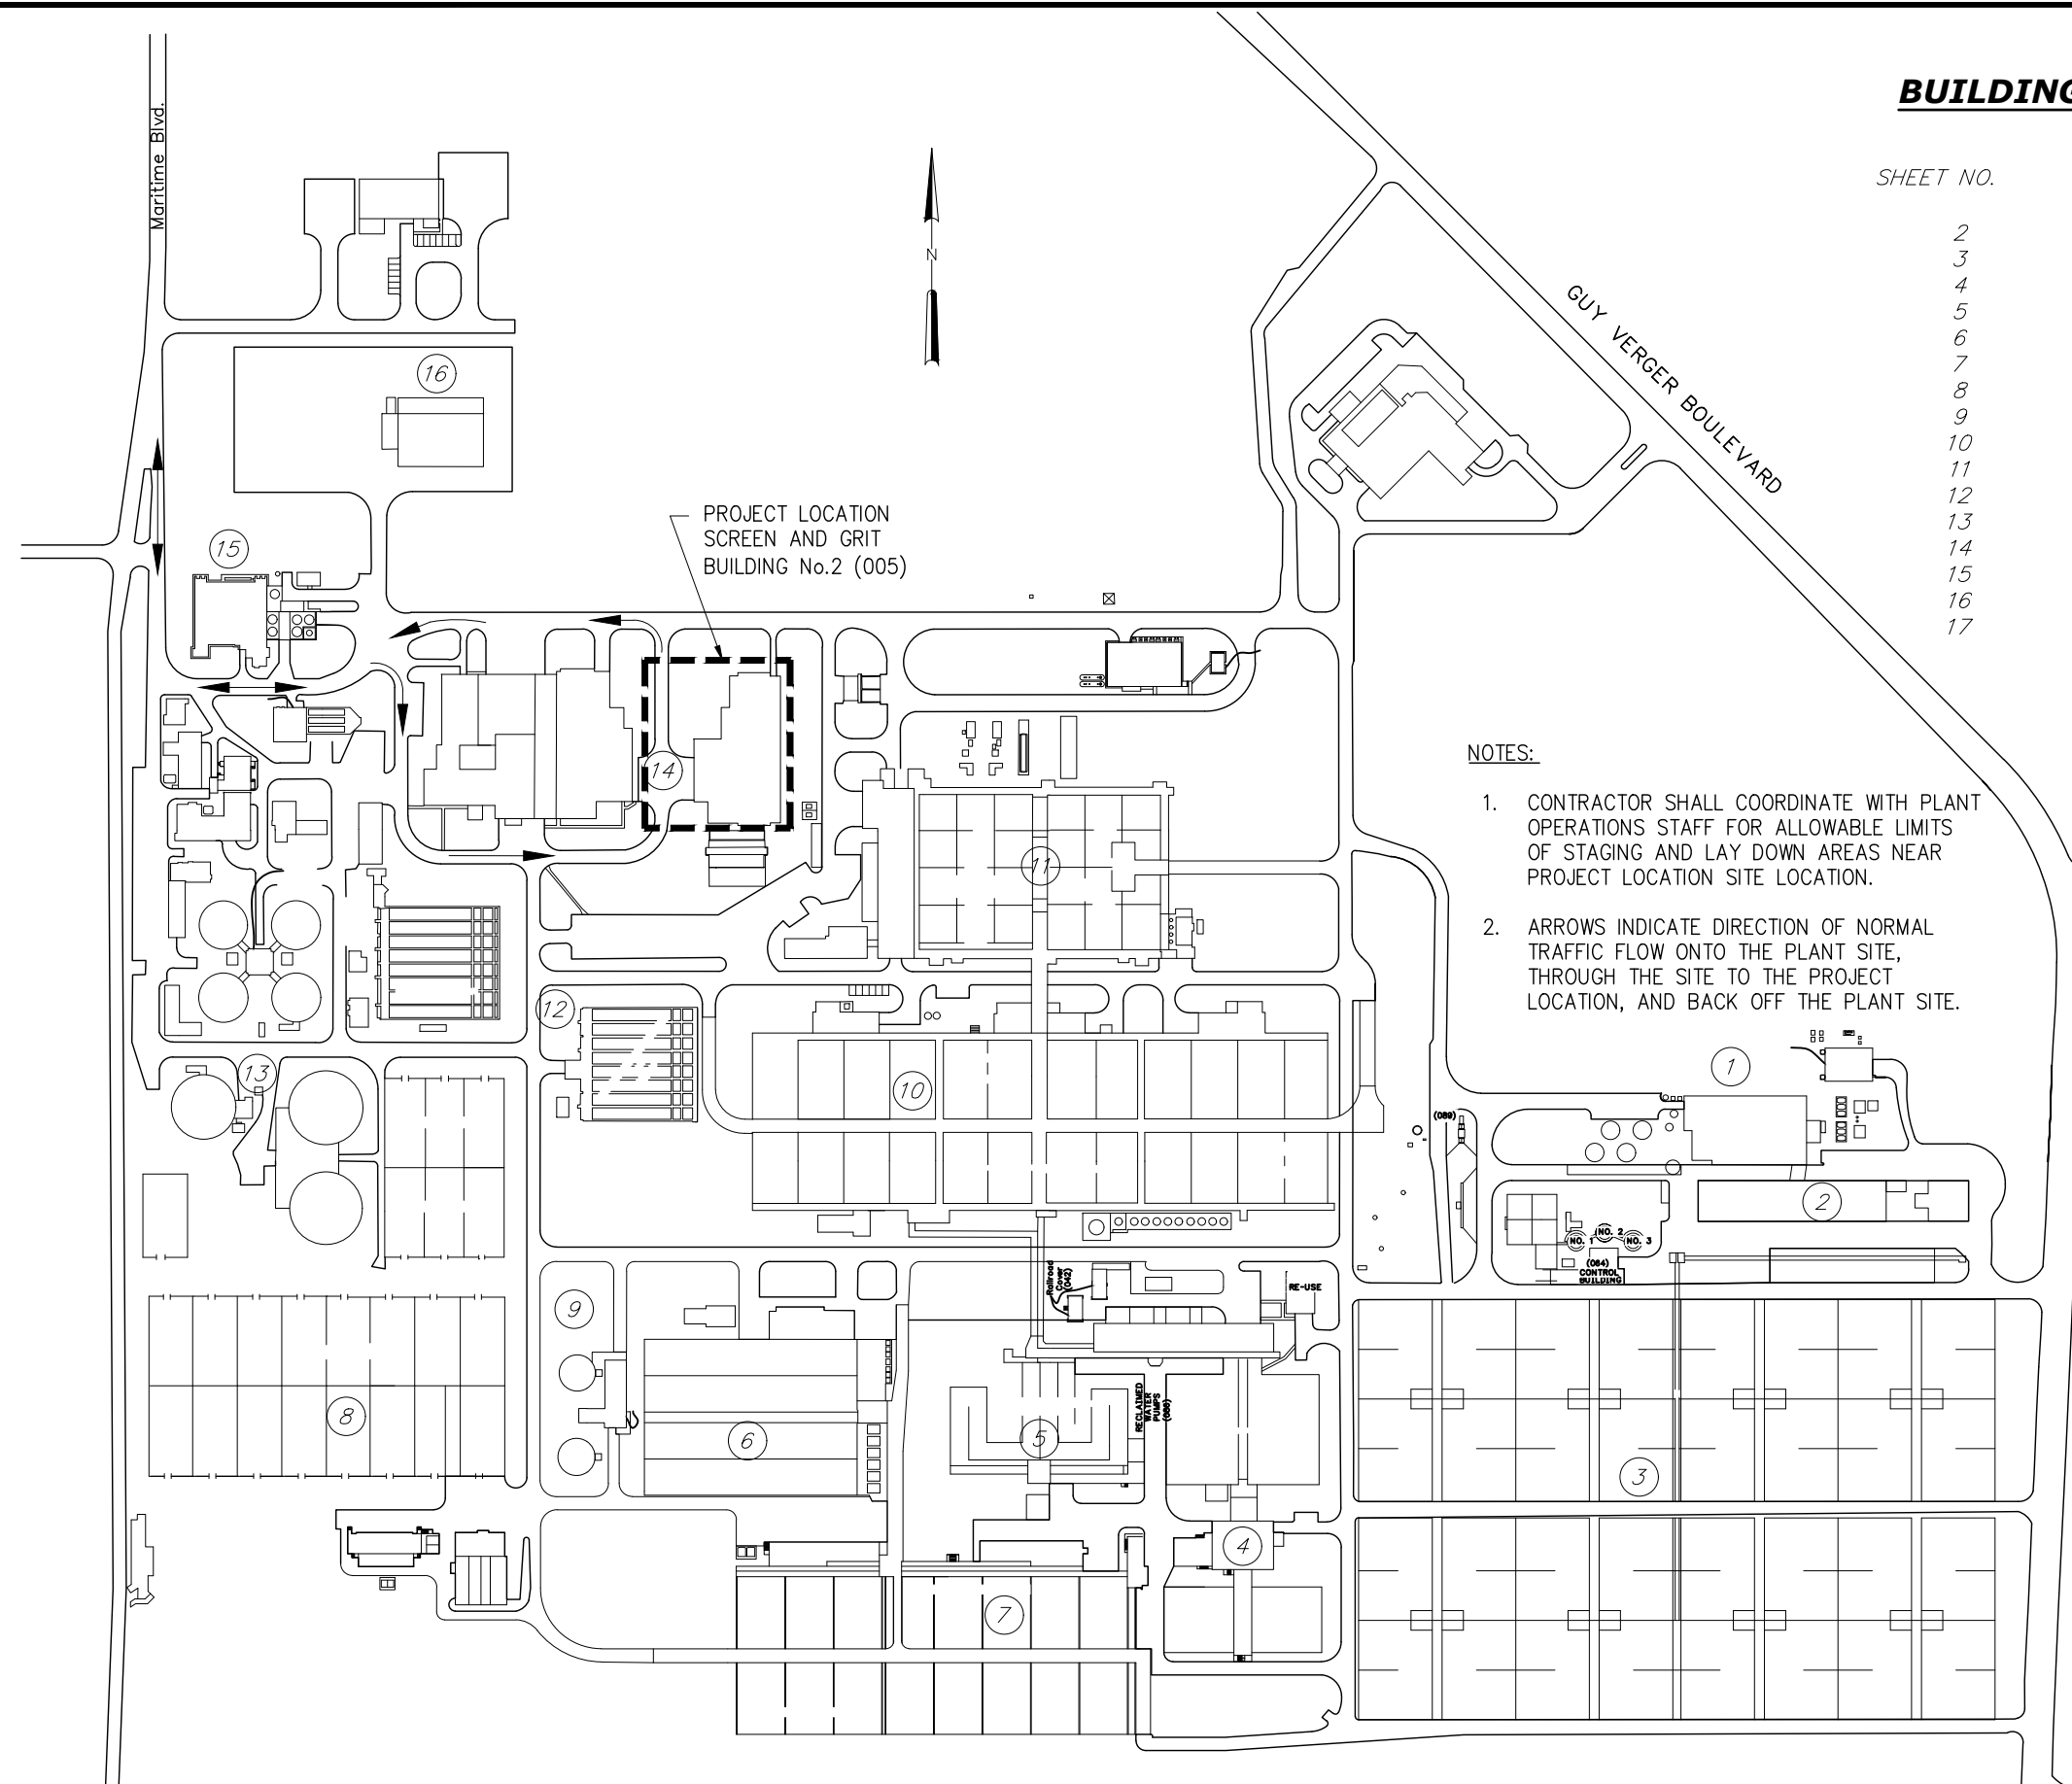 BUILDING
SHEET NO.
2
3
4
5
6
7
8
9
10
11
12
13
14
15
16
17
Maritime Blvd.
N
GUY VERGER BOULEVARD
16
15
PROJECT LOCATION
SCREEN AND GRIT
BUILDING No.2 (005)
14
11
NOTES:
1. CONTRACTOR SHALL COORDINATE WITH PLANT
OPERATIONS STAFF FOR ALLOWABLE LIMITS
OF STAGING AND LAY DOWN AREAS NEAR
PROJECT LOCATION SITE LOCATION.
2. ARROWS INDICATE DIRECTION OF NORMAL
TRAFFIC FLOW ONTO THE PLANT SITE,
THROUGH THE SITE TO THE PROJECT
LOCATION, AND BACK OFF THE PLANT SITE.
12
13
10
1
(089)
2
NO. 1
NO. 2
NO. 3
(064)
CONTROL
BUILDING
9
Railroad
Cover
(042)
RE-USE
8
6
5
RECLAIMED
WATER
PUMPS
3
4
7